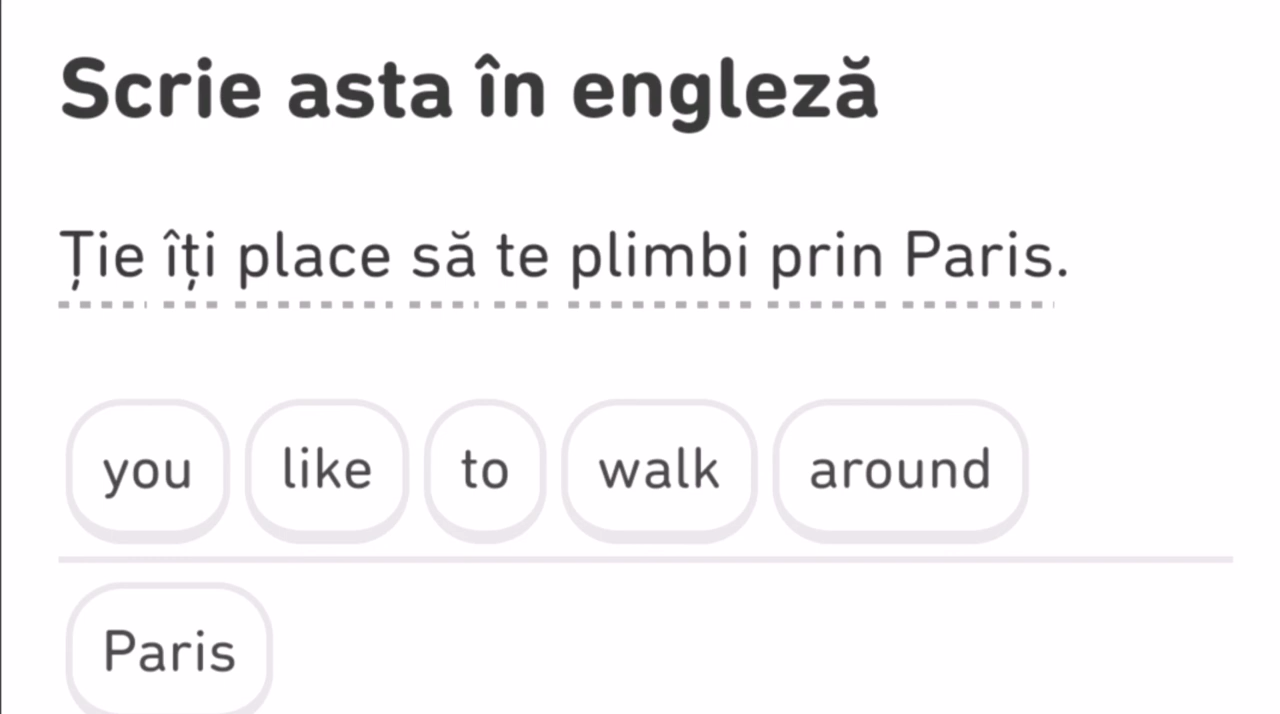 Scrie asta în engleză
Ție îți place să te plimbi prin Paris.
you like to walk around
Paris